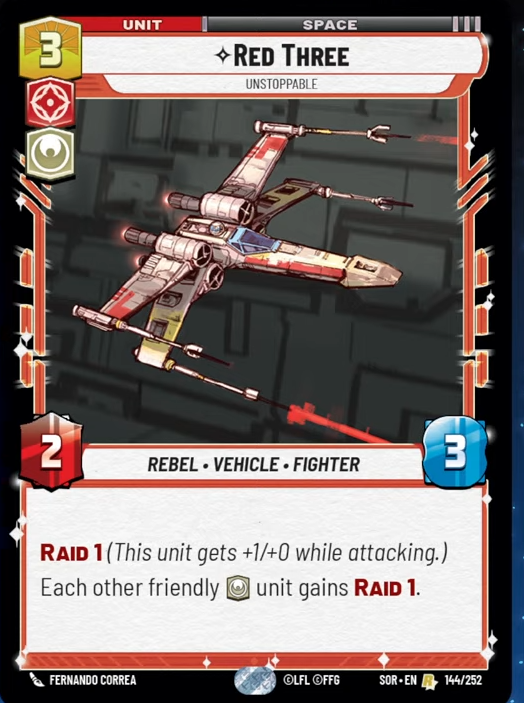 UNIT
SPACE
3
RED THREE
UNSTOPPABLE
2
3
REBEL • VEHICLE • FIGHTER
RAID 1 (This unit gets +1/+0 while attacking.)
Each other friendly unit gains RAID 1.
FERNANDO CORREA
©LFL ©FFG
SOR • EN R 144/252